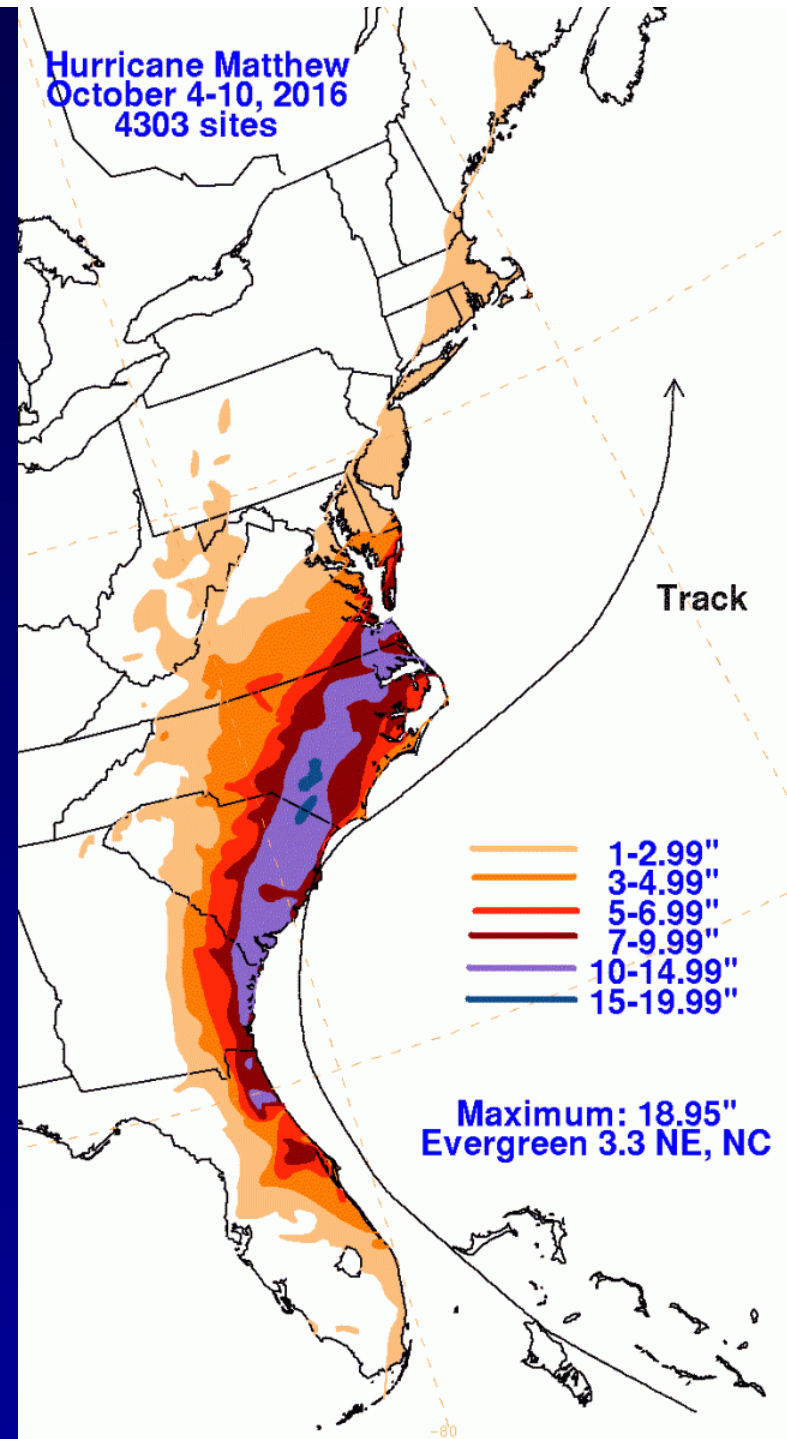 Hurricane Matthew
October 4-10, 2016
4303 sites
Track
1-2.99"
3-4.99"
5-6.99"
7-9.99"
10-14.99"
15-19.99"
Maximum: 18.95"
Evergreen 3.3 NE, NC
-80